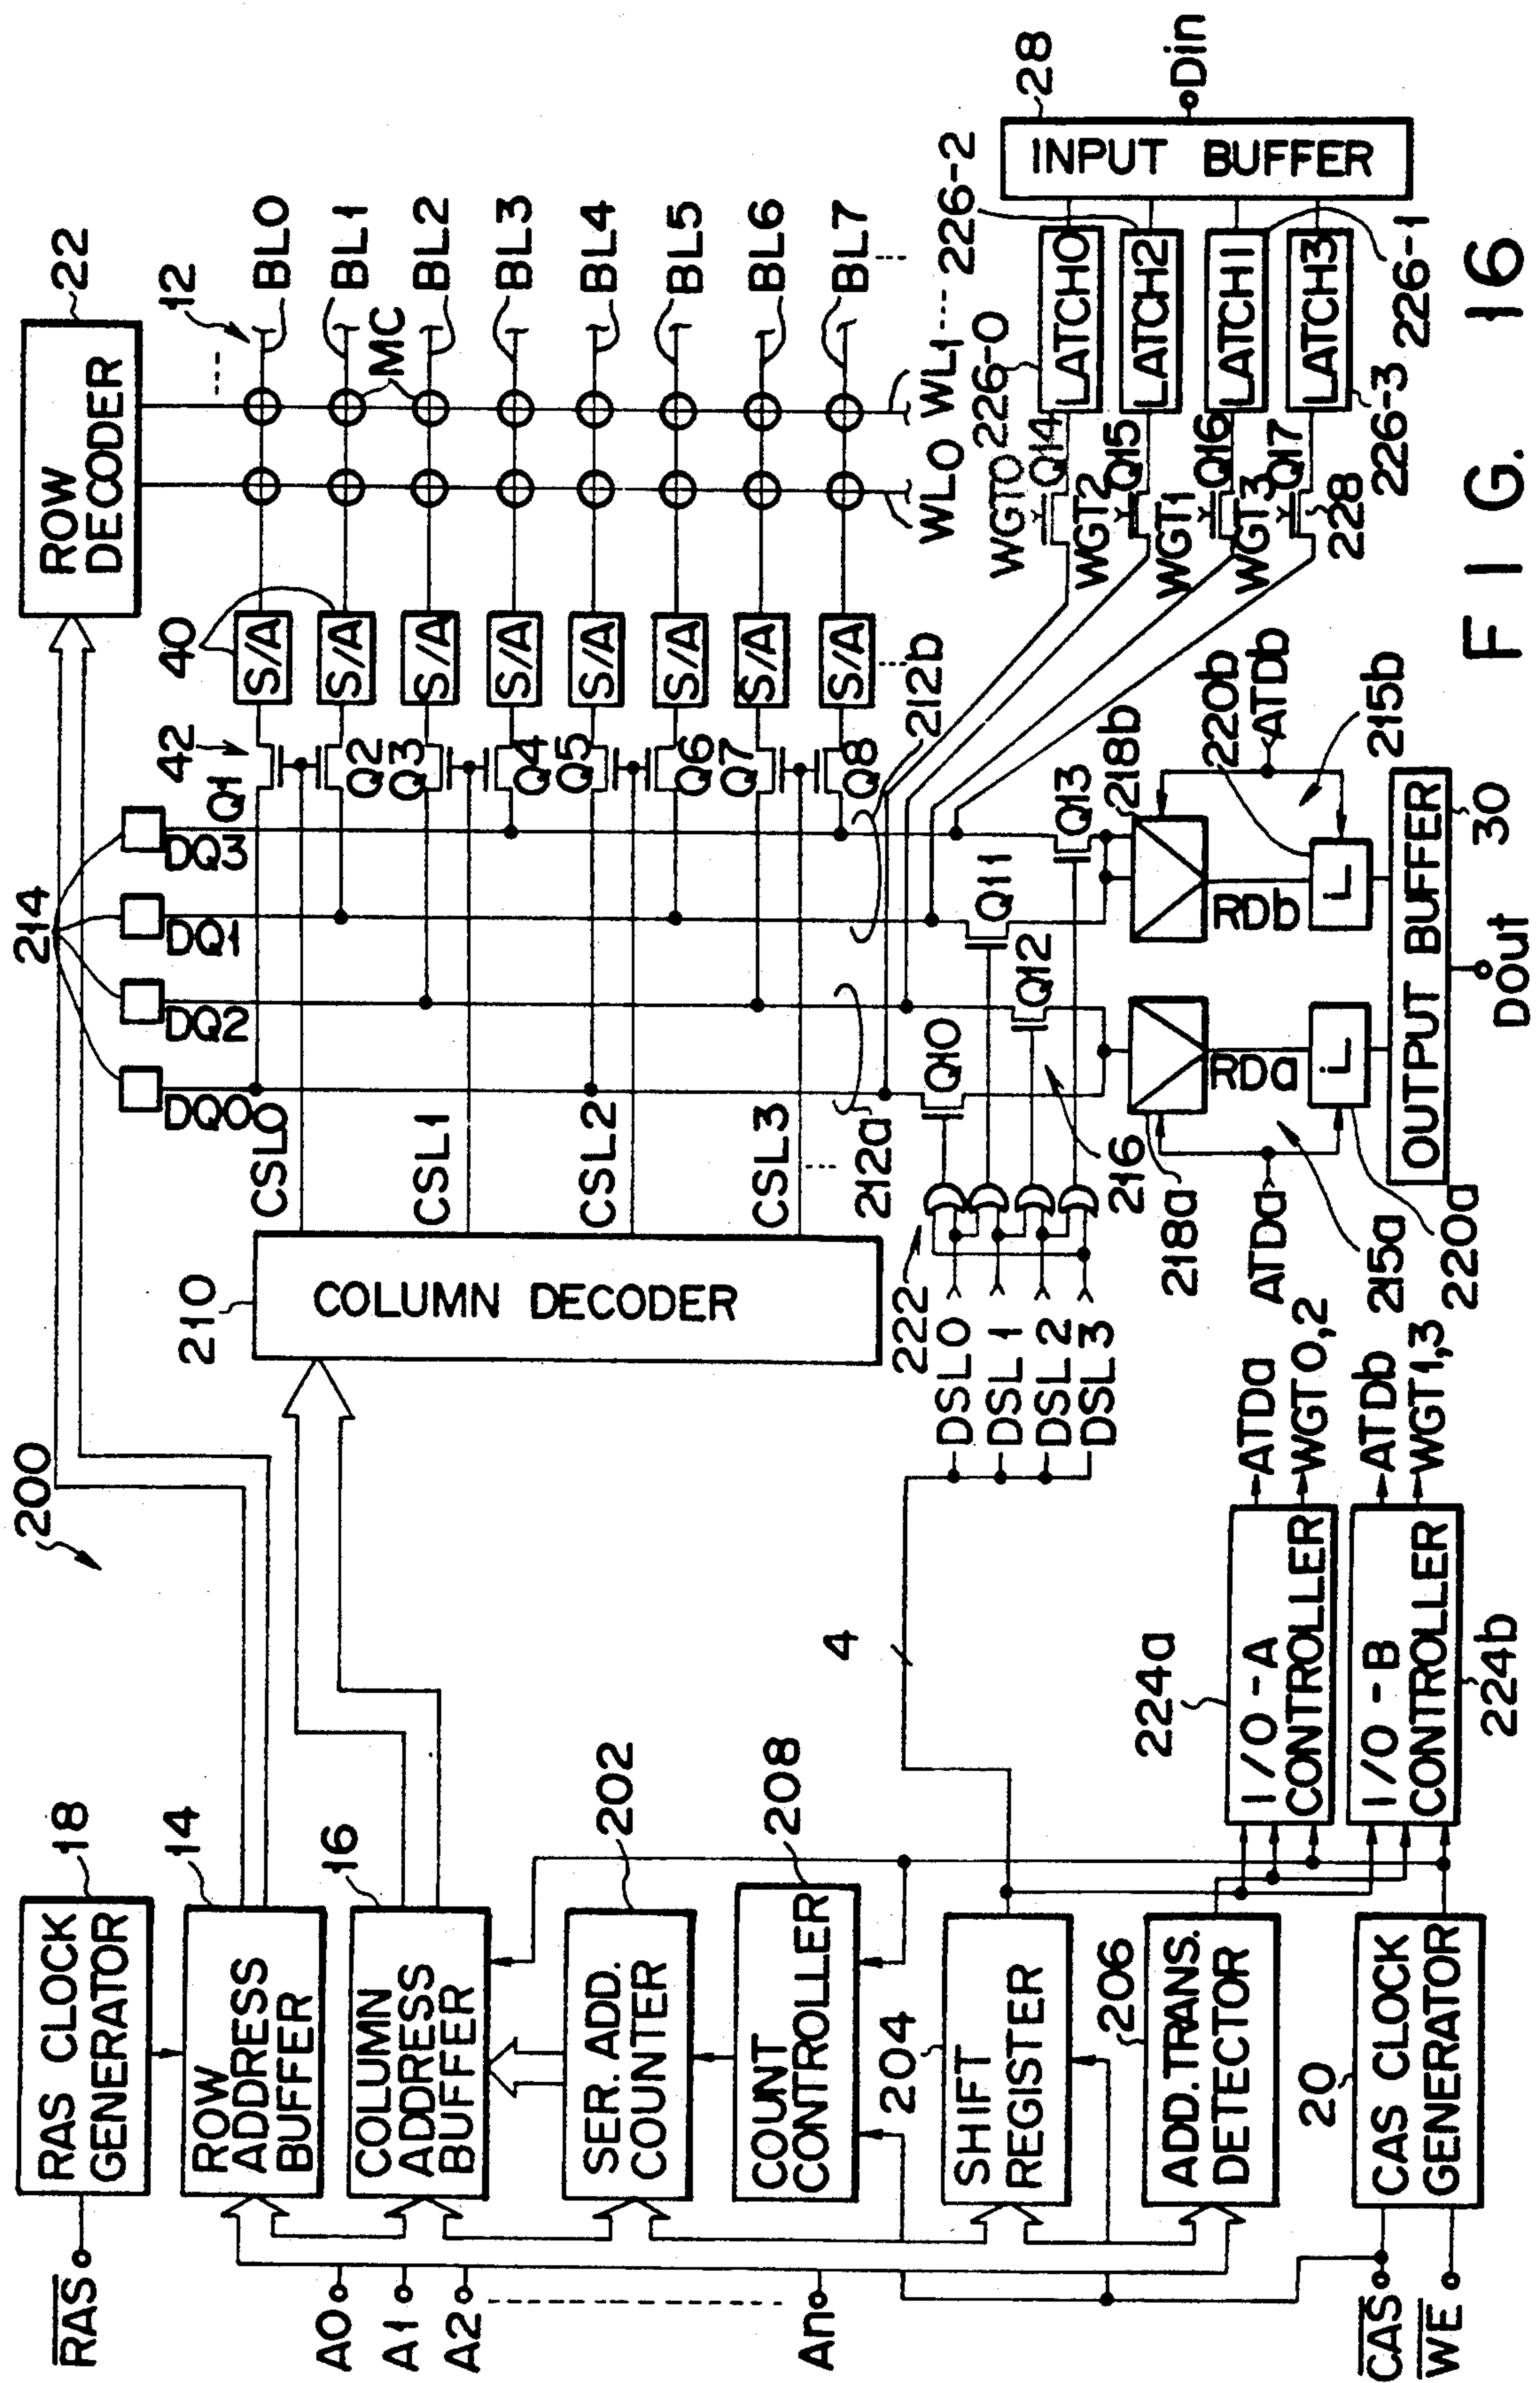 200
RAS
18
RAS CLOCK
GENERATOR
14
ROW
ADDRESS
BUFFER
A0
A1
A2
An
16
COLUMN
ADDRESS
BUFFER
202
SER. ADD.
COUNTER
208
COUNT
CONTROLLER
204
SHIFT
REGISTER
206
ADD.TRANS.
DETECTOR
20
CAS CLOCK
GENERATOR
CAS
WE
4
224a
I/O-A
CONTROLLER
I/O-B
CONTROLLER
224b
ATDa
WGT0,2
ATDb
WGT1,3
210
COLUMN DECODER
CSL0
CSL1
CSL2
CSL3
214
DQ0
DQ2
DQ1
DQ3
22
ROW
DECODER
12
40
42
S/A
S/A
S/A
S/A
S/A
S/A
S/A
S/A
Q1
Q2
Q3
Q4
Q5
Q6
Q7
Q8
MC
BL0
BL1
BL2
BL3
BL4
BL5
BL6
BL7
WL0
WL1
212a
212b
222
DSL0
DSL1
DSL2
DSL3
Q10
Q11
Q12
Q13
216
218a
218b
ATDa
ATDb
215a
215b
RDa
RDb
L
L
220a
220b
OUTPUT BUFFER
30
Dout
WGT0
WGT2
WGT1
WGT3
Q14
Q15
Q16
Q17
228
226-0
226-2
226-1
226-3
LATCH0
LATCH2
LATCH1
LATCH3
INPUT BUFFER
28
Din
FIG. 16